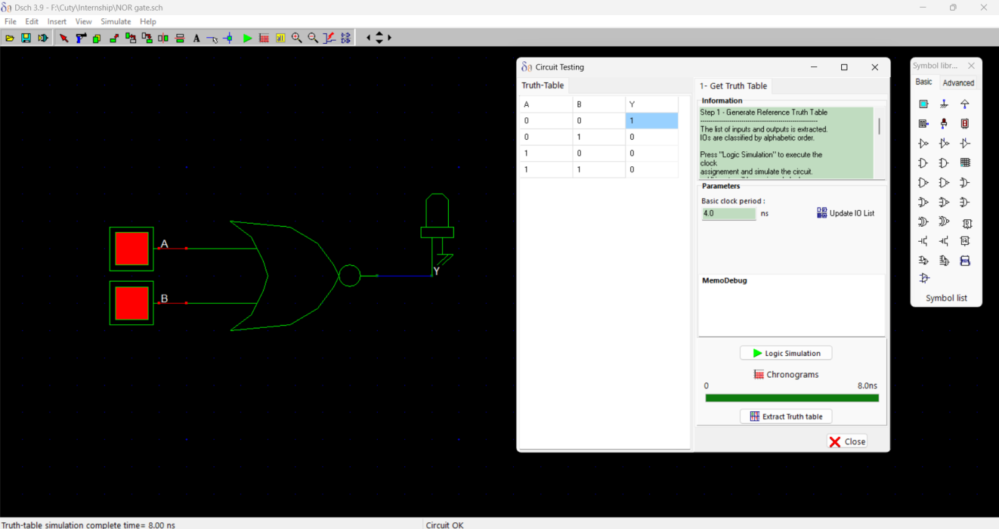 Dsch 3.9 - F:\Cuty\Internship\NOR gate.sch
File Edit Insert View Simulate Help
A
B
Y
Circuit Testing
Truth-Table
A B Y
0 0 1
0 1 0
1 0 0
1 1 0
1- Get Truth Table
Information
Step 1 - Generate Reference Truth Table
The list of inputs and outputs is extracted.
IOs are classified by alphabetic order.
Press "Logic Simulation" to execute the
clock
assignement and simulate the circuit.
Parameters
Basic clock period :
4.0 ns
Update IO List
MemoDebug
Logic Simulation
Chronograms
0 8.0ns
Extract Truth table
Close
Symbol libr...
Basic Advanced
Symbol list
Truth-table simulation complete time= 8.00 ns
Circuit OK